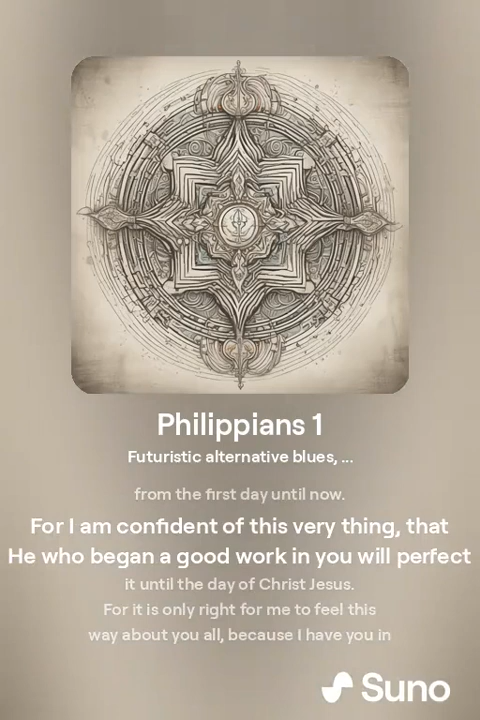 Philippians 1
Futuristic alternative blues, ...
from the first day until now.
For I am confident of this very thing, that
He who began a good work in you will perfect
it until the day of Christ Jesus.
For it is only right for me to feel this
way about you all, because I have you in
Suno